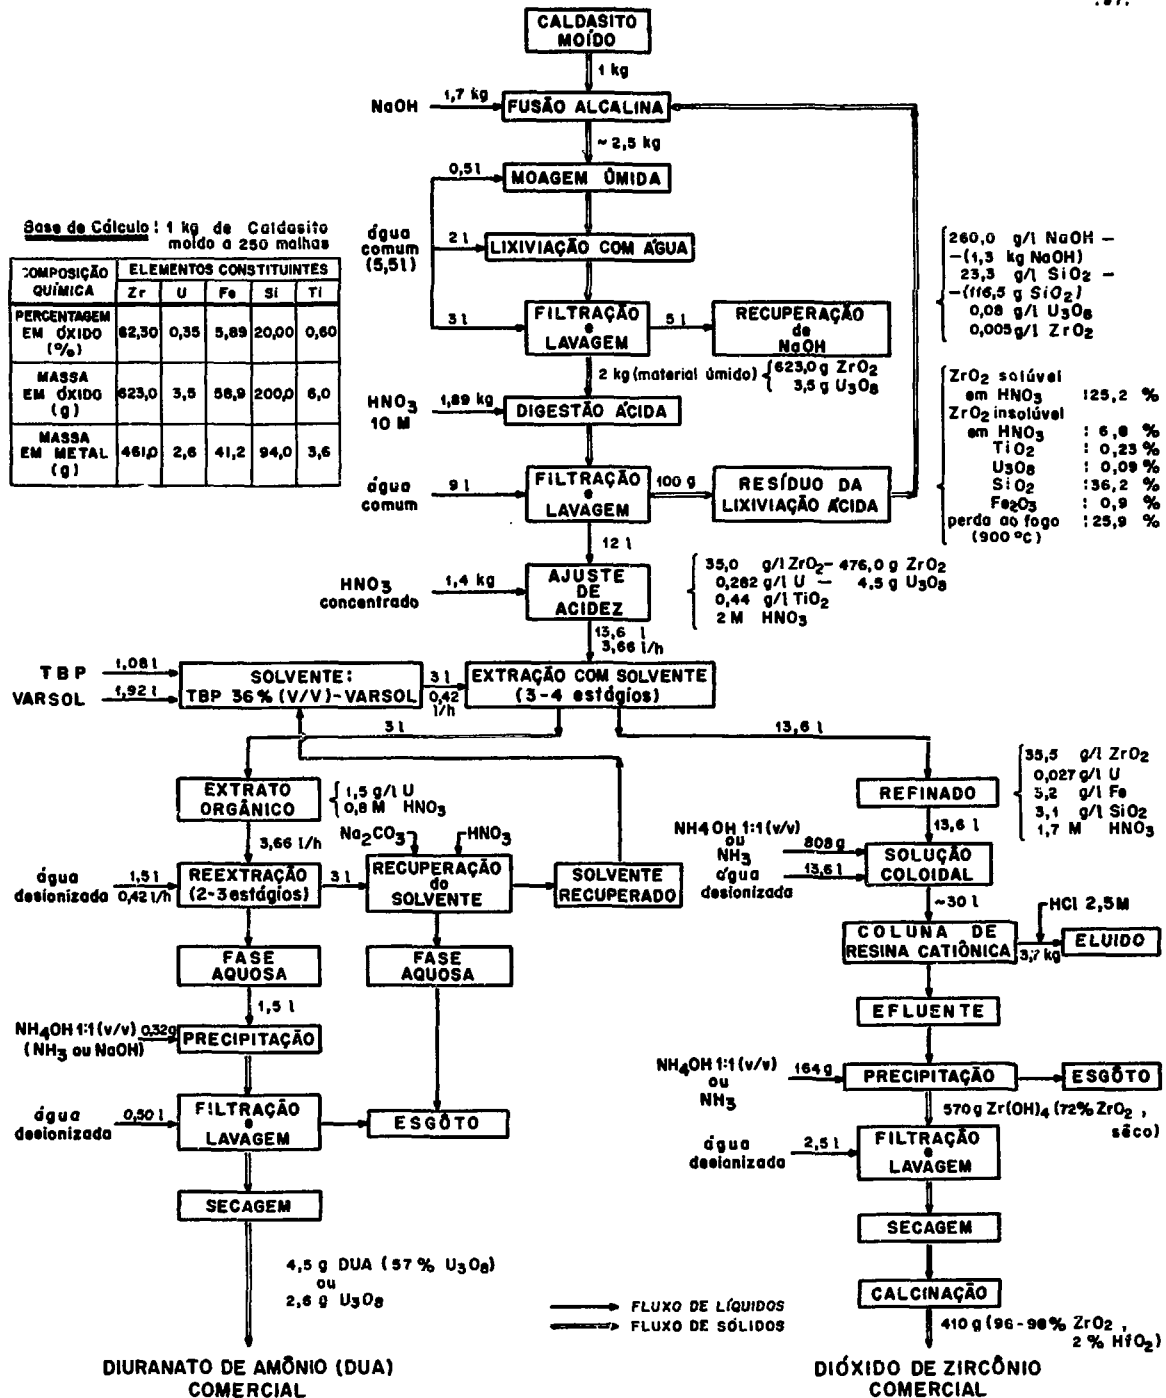 .81.
CALDASITO
MOÍDO
1 kg
NaOH
1,7 kg
FUSÃO ALCALINA
~ 2,5 kg
0,5 l
MOAGEM ÚMIDA
água
comum
(5,5 l)
2 l
LIXIVIAÇÃO COM ÁGUA
3 l
FILTRAÇÃO
e
LAVAGEM
5 l
RECUPERAÇÃO
de
NaOH
260,0 g/l NaOH –
–(1,3 kg NaOH)
23,3 g/l SiO2 –
–(116,5 g SiO2)
0,08 g/l U3O8
0,005 g/l ZrO2
Base de Cálculo : 1 kg de Caldasito
moído a 250 malhas
COMPOSIÇÃO QUÍMICA
ELEMENTOS CONSTITUINTES
Zr U Fe Si Ti
PERCENTAGEM EM ÓXIDO (%)
62,30 0,35 5,89 20,00 0,60
MASSA EM ÓXIDO (g)
623,0 3,5 58,9 200,0 6,0
MASSA EM METAL (g)
461,0 2,6 41,2 94,0 3,6
2 kg (material úmido)
623,0 g ZrO2
3,5 g U3O8
HNO3
10 M
1,89 kg
DIGESTÃO ÁCIDA
água
comum
9 l
FILTRAÇÃO
e
LAVAGEM
100 g
RESÍDUO DA
LIXIVIAÇÃO ÁCIDA
ZrO2 solúvel
em HNO3 : 25,2 %
ZrO2 insolúvel
em HNO3 : 6,8 %
TiO2 : 0,23 %
U3O8 : 0,09 %
SiO2 : 36,2 %
Fe2O3 : 0,9 %
perda ao fogo : 25,9 %
(900 °C)
12 l
HNO3
concentrado
1,4 kg
AJUSTE
DE
ACIDEZ
35,0 g/l ZrO2 – 476,0 g ZrO2
0,282 g/l U – 4,5 g U3O8
0,44 g/l TiO2
2 M HNO3
13,6 l
3,66 l/h
TBP
1,08 l
VARSOL
1,92 l
SOLVENTE:
TBP 36% (V/V)-VARSOL
3 l
0,42
l/h
EXTRAÇÃO COM SOLVENTE
(3-4 estágios)
3 l
13,6 l
EXTRATO
ORGÂNICO
1,5 g/l U
0,8 M HNO3
3,66 l/h
água
desionizada
1,5 l
0,42 l/h
REEXTRAÇÃO
(2-3 estágios)
3 l
Na2CO3
HNO3
RECUPERAÇÃO
do
SOLVENTE
SOLVENTE
RECUPERADO
FASE
AQUOSA
FASE
AQUOSA
1,5 l
NH4OH 1:1 (v/v)
(NH3 ou NaOH)
0,32g
PRECIPITAÇÃO
água
desionizada
0,50 l
FILTRAÇÃO
e
LAVAGEM
ESGÔTO
SECAGEM
4,5 g DUA (57 % U3O8)
ou
2,6 g U3O8
DIURANATO DE AMÔNIO (DUA)
COMERCIAL
REFINADO
35,5 g/l ZrO2
0,027 g/l U
3,2 g/l Fe
3,1 g/l SiO2
1,7 M HNO3
13,6 l
NH4OH 1:1 (v/v)
ou
NH3
808 g
água
desionizada
13,6 l
SOLUÇÃO
COLOIDAL
~30 l
HCl 2,5M
COLUNA DE
RESINA CATIÔNICA
3,7 kg
ELUIDO
EFLUENTE
NH4OH 1:1 (v/v)
ou
NH3
164 g
PRECIPITAÇÃO
ESGÔTO
570 g Zr(OH)4 (72% ZrO2 ,
sêco)
água
desionizada
2,5 l
FILTRAÇÃO
e
LAVAGEM
SECAGEM
CALCINAÇÃO
410 g (96-98% ZrO2 ,
2 % HfO2)
DIÓXIDO DE ZIRCÔNIO
COMERCIAL
FLUXO DE LÍQUIDOS
FLUXO DE SÓLIDOS